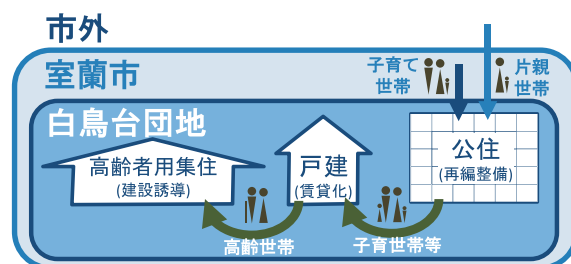 市外
室蘭市
子育て
世帯
片親
世帯
白鳥台団地
高齢者用集住
(建設誘導)
戸建
(賃貸化)
公住
(再編整備)
高齢世帯
子育世帯等